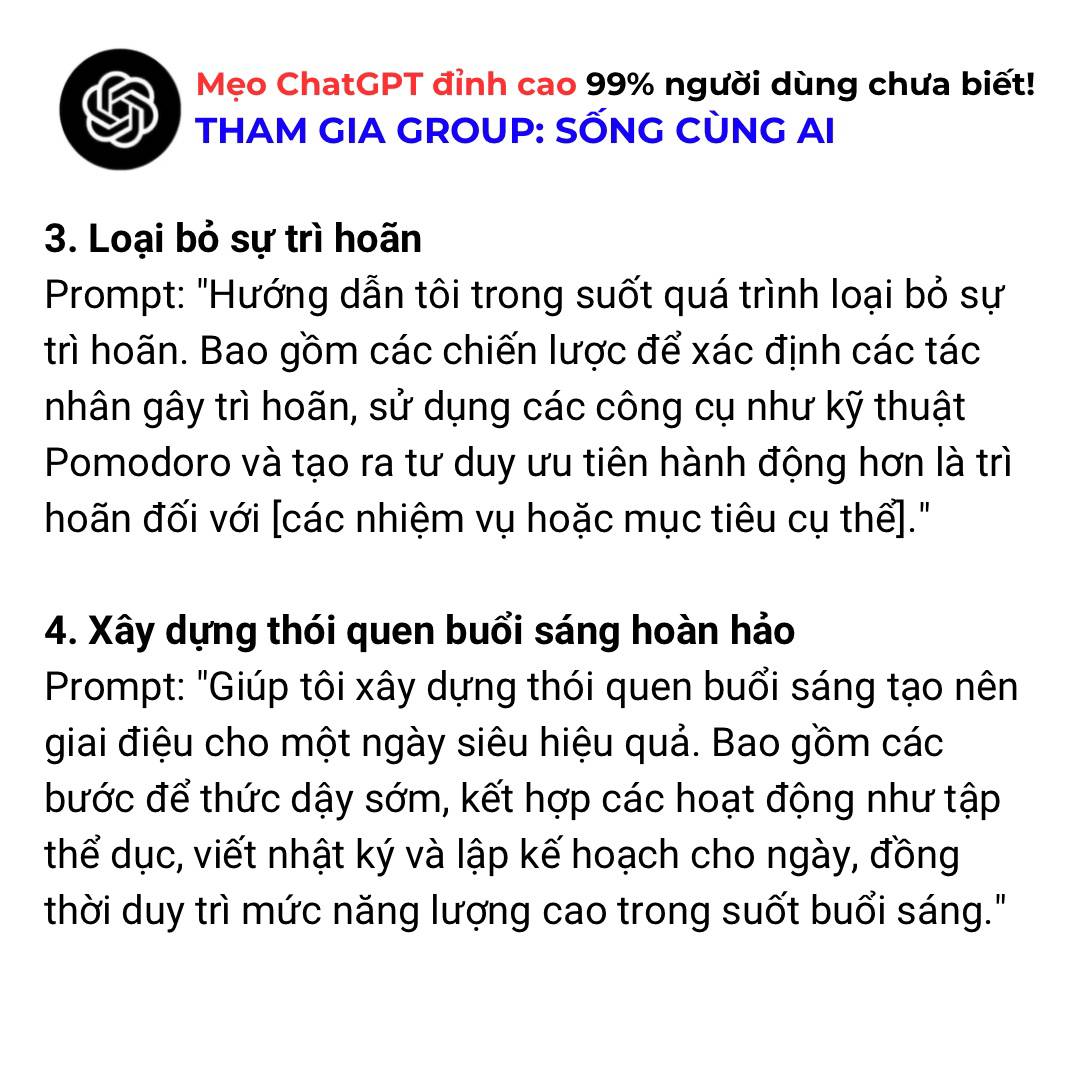 Mẹo ChatGPT đỉnh cao 99% người dùng chưa biết!
THAM GIA GROUP: SỐNG CÙNG AI
3. Loại bỏ sự trì hoãn
Prompt: "Hướng dẫn tôi trong suốt quá trình loại bỏ sự
trì hoãn. Bao gồm các chiến lược để xác định các tác
nhân gây trì hoãn, sử dụng các công cụ như kỹ thuật
Pomodoro và tạo ra tư duy ưu tiên hành động hơn là trì
hoãn đối với [các nhiệm vụ hoặc mục tiêu cụ thể]."
4. Xây dựng thói quen buổi sáng hoàn hảo
Prompt: "Giúp tôi xây dựng thói quen buổi sáng tạo nên
giai điệu cho một ngày siêu hiệu quả. Bao gồm các
bước để thức dậy sớm, kết hợp các hoạt động như tập
thể dục, viết nhật ký và lập kế hoạch cho ngày, đồng
thời duy trì mức năng lượng cao trong suốt buổi sáng."